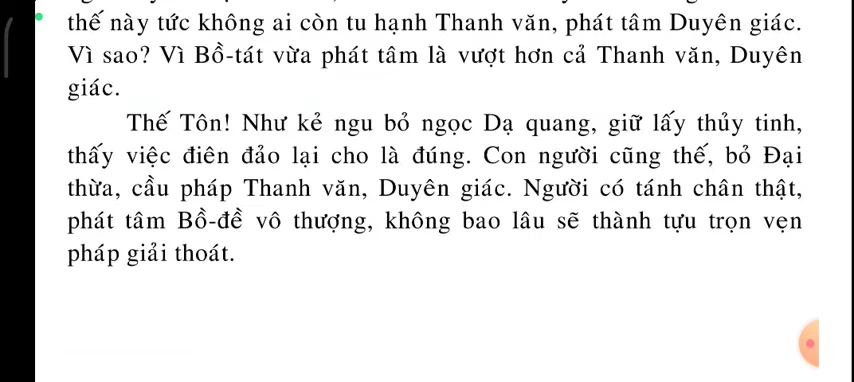 thế này tức không ai còn tu hạnh Thanh văn, phát tâm Duyên giác.
Vì sao? Vì Bồ-tát vừa phát tâm là vượt hơn cả Thanh văn, Duyên
giác.
Thế Tôn! Như kẻ ngu bỏ ngọc Dạ quang, giữ lấy thủy tinh,
thấy việc điên đảo lại cho là đúng. Con người cũng thế, bỏ Đại
thừa, cầu pháp Thanh văn, Duyên giác. Người có tánh chân thật,
phát tâm Bồ-đề vô thượng, không bao lâu sẽ thành tựu trọn vẹn
pháp giải thoát.